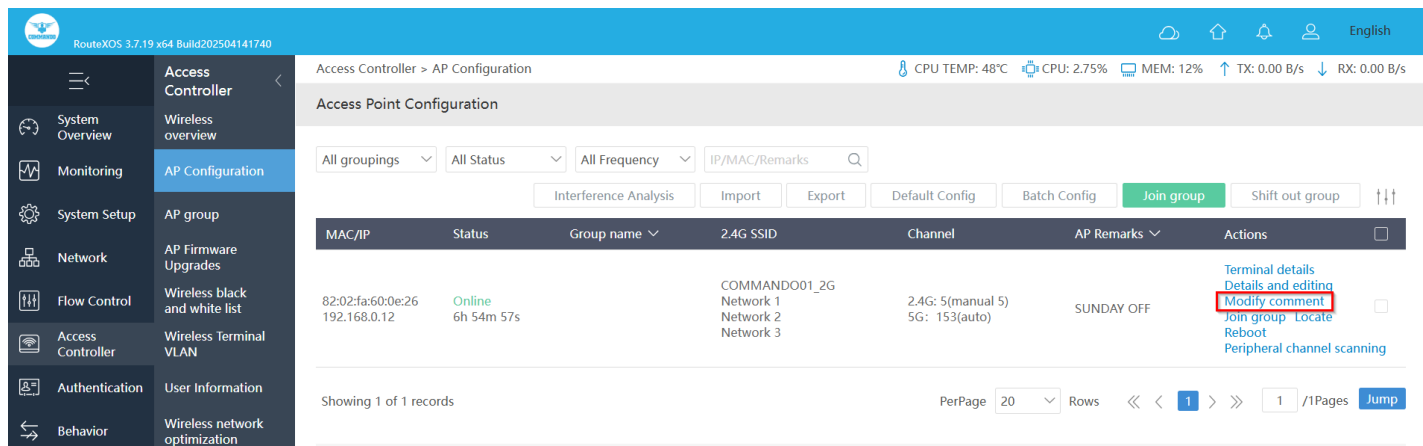 COMMANDO
RouteXOS 3.7.19 x64 Build202504141740
English
Access Controller
Access Controller > AP Configuration
CPU TEMP: 48℃ CPU: 2.75% MEM: 12% TX: 0.00 B/s RX: 0.00 B/s
Access Point Configuration
System Overview
Monitoring
System Setup
Network
Flow Control
Access Controller
Authentication
Behavior
Wireless overview
AP Configuration
AP group
AP Firmware Upgrades
Wireless black and white list
Wireless Terminal VLAN
User Information
Wireless network optimization
All groupings All Status All Frequency IP/MAC/Remarks
Interference Analysis Import Export Default Config Batch Config Join group Shift out group
MAC/IP Status Group name 2.4G SSID Channel AP Remarks Actions
82:02:fa:60:0e:26
192.168.0.12
Online
6h 54m 57s
COMMANDO01_2G
Network 1
Network 2
Network 3
2.4G: 5(manual 5)
5G: 153(auto)
SUNDAY OFF
Terminal details
Details and editing
Modify comment
Join group Locate
Reboot
Peripheral channel scanning
Showing 1 of 1 records
PerPage 20 Rows 1 1 /1Pages Jump